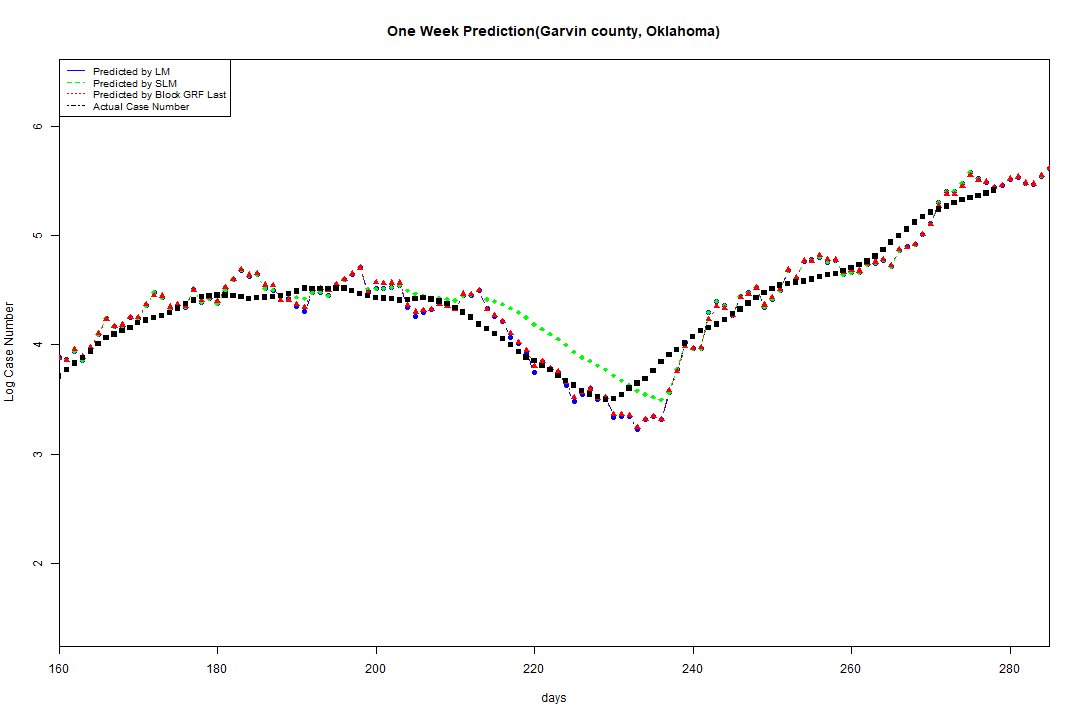 One Week Prediction(Garvin county, Oklahoma)
Predicted by LM
Predicted by SLM
Predicted by Block GRF Last
Actual Case Number
6
5
4
3
2
Log Case Number
160 180 200 220 240 260 280
days